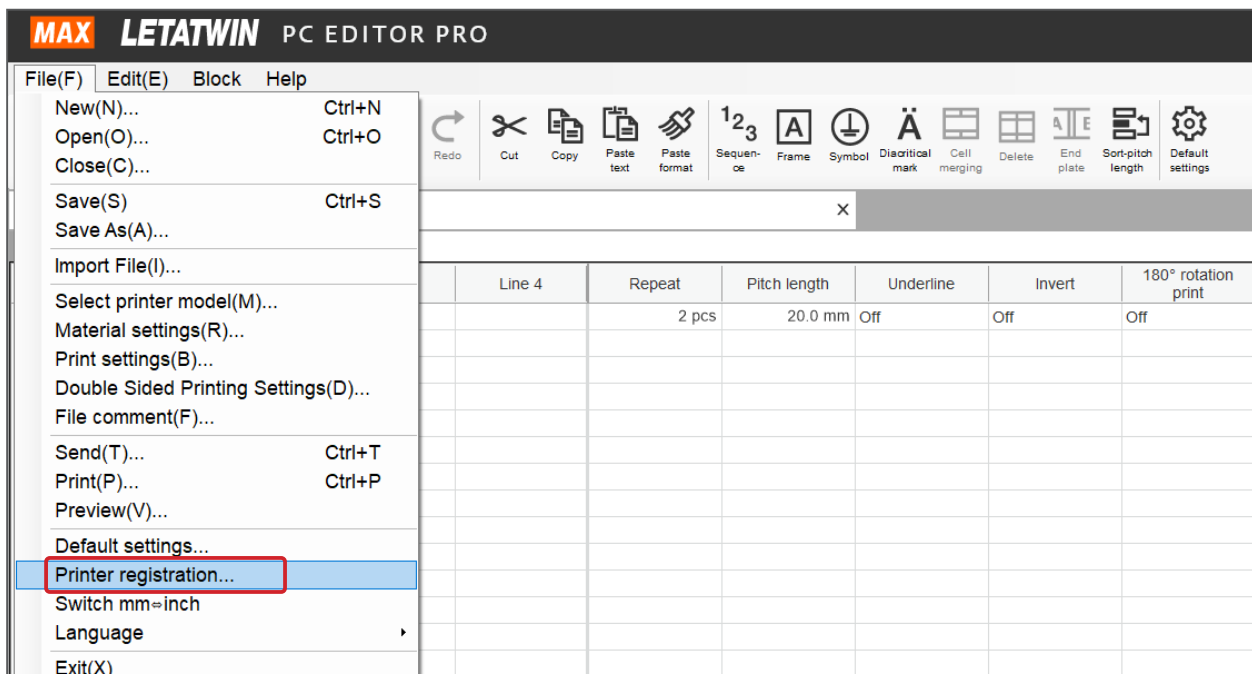 MAX LETATWIN PC EDITOR PRO
File(F) Edit(E) Block Help
New(N)... Ctrl+N
Open(O)... Ctrl+O
Close(C)...
Save(S) Ctrl+S
Save As(A)...
Import File(I)...
Select printer model(M)...
Material settings(R)...
Print settings(B)...
Double Sided Printing Settings(D)...
File comment(F)...
Send(T)... Ctrl+T
Print(P)... Ctrl+P
Preview(V)...
Default settings...
Printer registration...
Switch mm⇔inch
Language
Exit(X)
Redo
Cut
Copy
Paste
text
Paste
format
123
Sequen-
ce
A
Frame
Symbol
Ä
Diacritical
mark
Cell
merging
Delete
A E
End
plate
Sort-pitch
length
Default
settings
×
Line 4 Repeat Pitch length Underline Invert 180° rotation
print
2 pcs 20.0 mm Off Off Off